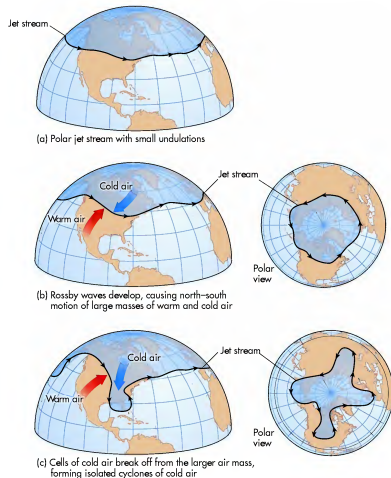 Jet stream
(a) Polar jet stream with small undulations
Jet stream
Cold air
Warm air
Polar
view
(b) Rossby waves develop, causing north–south
motion of large masses of warm and cold air
Jet stream
Cold air
Warm air
Polar
view
(c) Cells of cold air break off from the larger air mass,
forming isolated cyclones of cold air